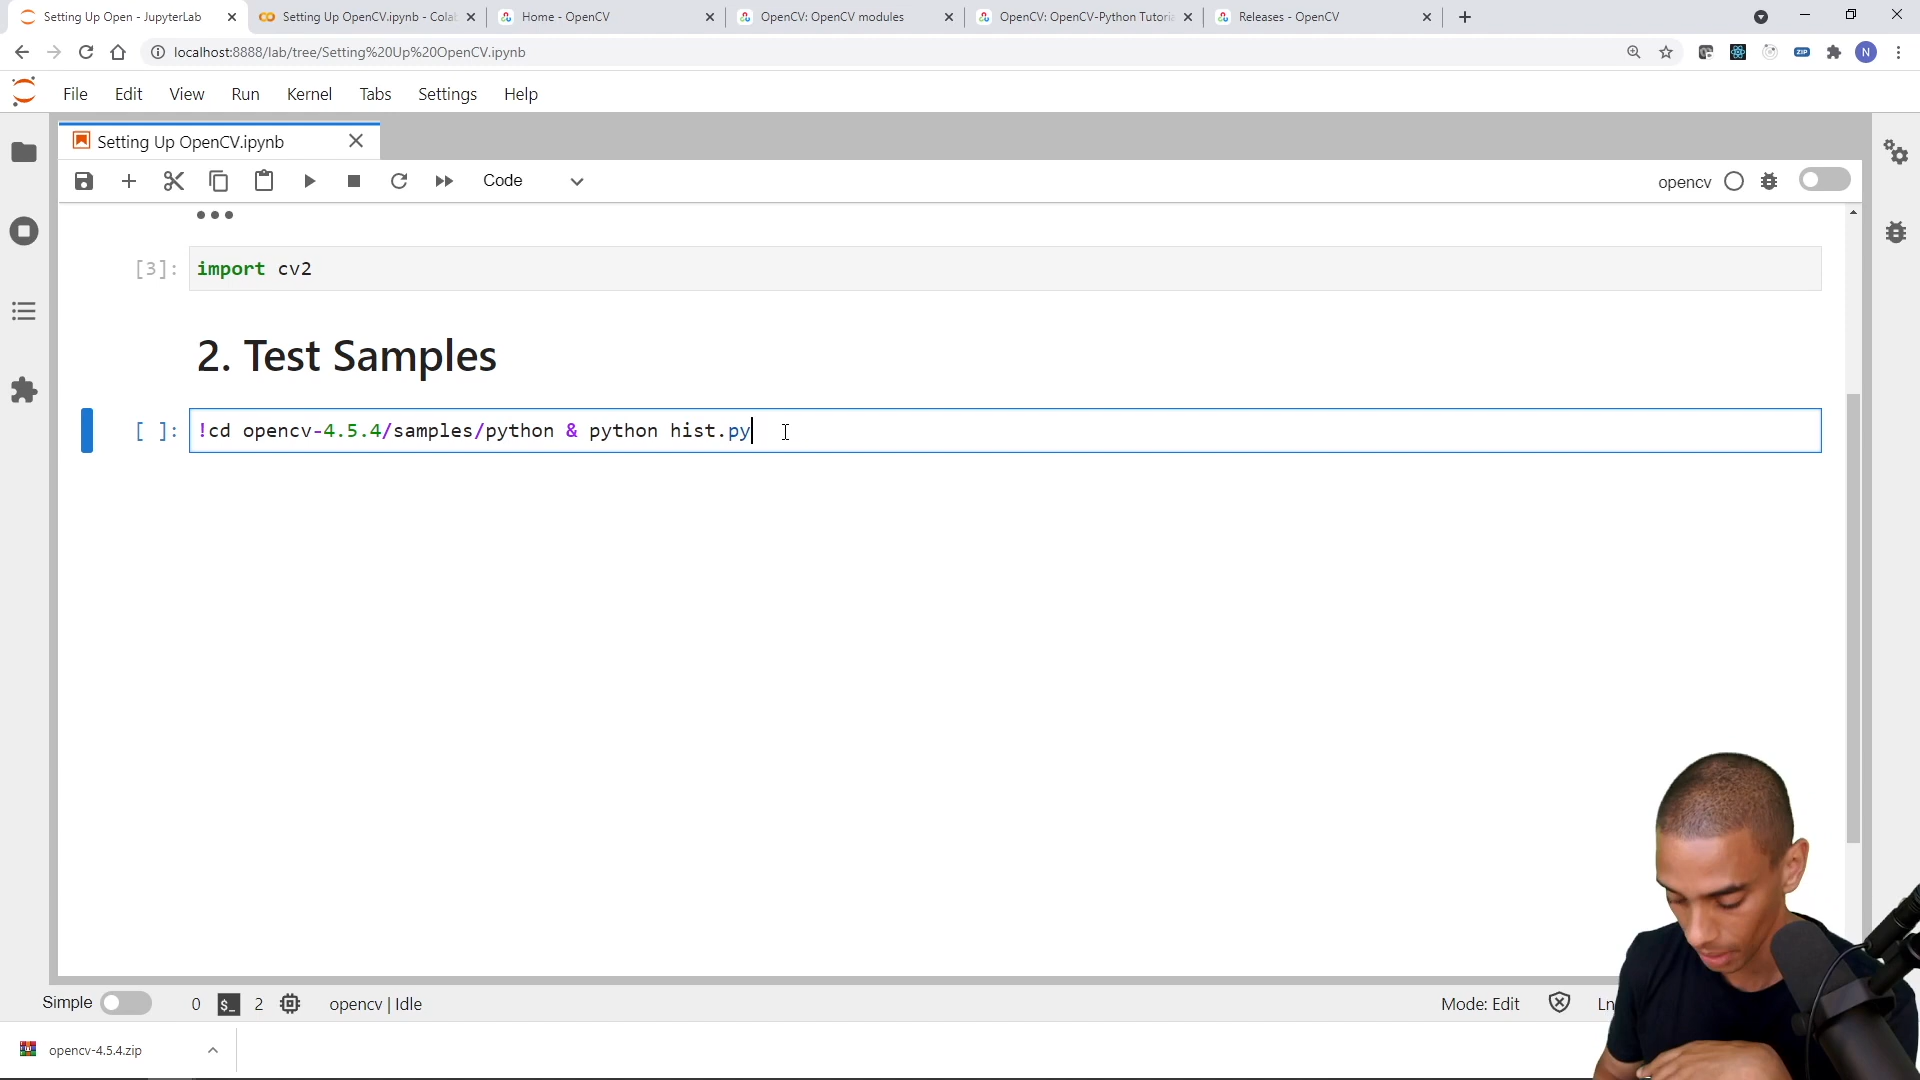 Setting Up Open - JupyterLab
Setting Up OpenCV.ipynb - Cola
Home - OpenCV
OpenCV: OpenCV modules
OpenCV: OpenCV-Python Tutoria
Releases - OpenCV
localhost:8888/lab/tree/Setting%20Up%20OpenCV.ipynb
ZIP
N
File
Edit
View
Run
Kernel
Tabs
Settings
Help
Setting Up OpenCV.ipynb
Code
opencv
[3]: import cv2
2. Test Samples
[ ]: !cd opencv-4.5.4/samples/python & python hist.py
Simple
0
$_
2
opencv | Idle
Mode: Edit
Ln
opencv-4.5.4.zip